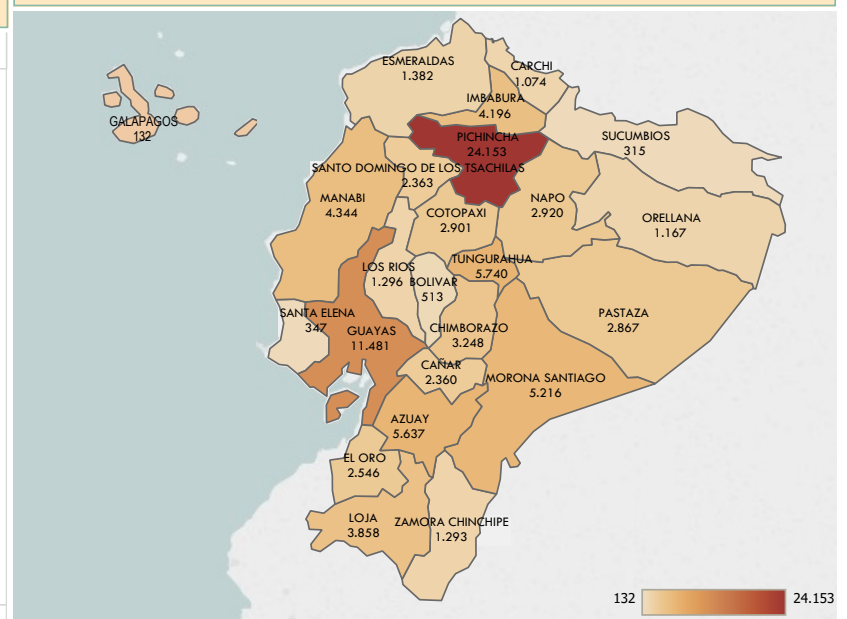 ESMERALDAS
1.382
CARCHI
1.074
IMBABURA
4.196
GALAPAGOS
132
PICHINCHA
24.153
SUCUMBIOS
315
SANTO DOMINGO DE LOS TSACHILAS
2.363
MANABI
4.344
NAPO
2.920
COTOPAXI
2.901
ORELLANA
1.167
TUNGURAHUA
5.740
LOS RIOS
1.296
BOLIVAR
513
SANTA ELENA
347
GUAYAS
11.481
CHIMBORAZO
3.248
PASTAZA
2.867
CAÑAR
2.360
MORONA SANTIAGO
5.216
AZUAY
5.637
EL ORO
2.546
LOJA
3.858
ZAMORA CHINCHIPE
1.293
132 24.153